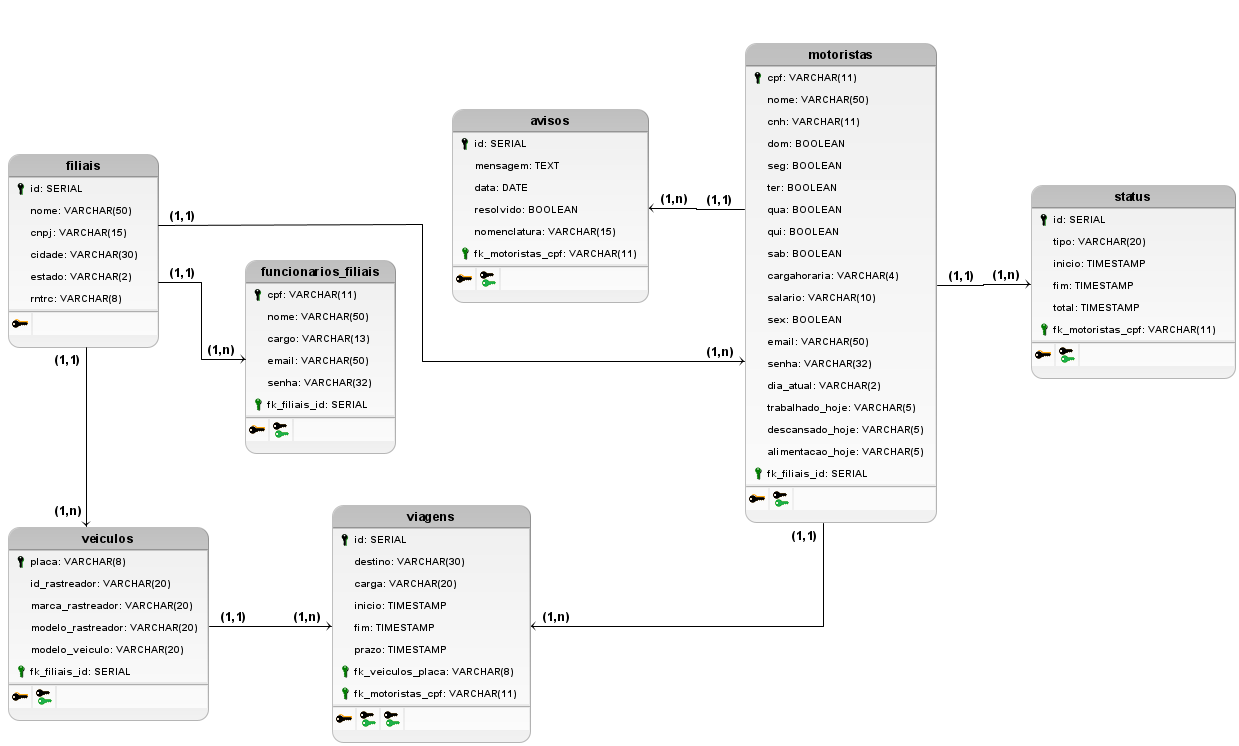 filiais
id: SERIAL
nome: VARCHAR(50)
cnpj: VARCHAR(15)
cidade: VARCHAR(30)
estado: VARCHAR(2)
rntrc: VARCHAR(8)
(1,1)
(1,1)
(1,1)
funcionarios_filiais
cpf: VARCHAR(11)
nome: VARCHAR(50)
cargo: VARCHAR(13)
email: VARCHAR(50)
senha: VARCHAR(32)
fk_filiais_id: SERIAL
(1,n)
avisos
id: SERIAL
mensagem: TEXT
data: DATE
resolvido: BOOLEAN
nomenclatura: VARCHAR(15)
fk_motoristas_cpf: VARCHAR(11)
(1,n)
(1,1)
motoristas
cpf: VARCHAR(11)
nome: VARCHAR(50)
cnh: VARCHAR(11)
dom: BOOLEAN
seg: BOOLEAN
ter: BOOLEAN
qua: BOOLEAN
qui: BOOLEAN
sab: BOOLEAN
cargahoraria: VARCHAR(4)
salario: VARCHAR(10)
sex: BOOLEAN
email: VARCHAR(50)
senha: VARCHAR(32)
dia_atual: VARCHAR(2)
trabalhado_hoje: VARCHAR(5)
descansado_hoje: VARCHAR(5)
alimentacao_hoje: VARCHAR(5)
fk_filiais_id: SERIAL
(1,n)
(1,1)
(1,n)
status
id: SERIAL
tipo: VARCHAR(20)
inicio: TIMESTAMP
fim: TIMESTAMP
total: TIMESTAMP
fk_motoristas_cpf: VARCHAR(11)
(1,n)
veiculos
placa: VARCHAR(8)
id_rastreador: VARCHAR(20)
marca_rastreador: VARCHAR(20)
modelo_rastreador: VARCHAR(20)
modelo_veiculo: VARCHAR(20)
fk_filiais_id: SERIAL
(1,1)
(1,n)
viagens
id: SERIAL
destino: VARCHAR(30)
carga: VARCHAR(20)
inicio: TIMESTAMP
fim: TIMESTAMP
prazo: TIMESTAMP
fk_veiculos_placa: VARCHAR(8)
fk_motoristas_cpf: VARCHAR(11)
(1,1)
(1,n)